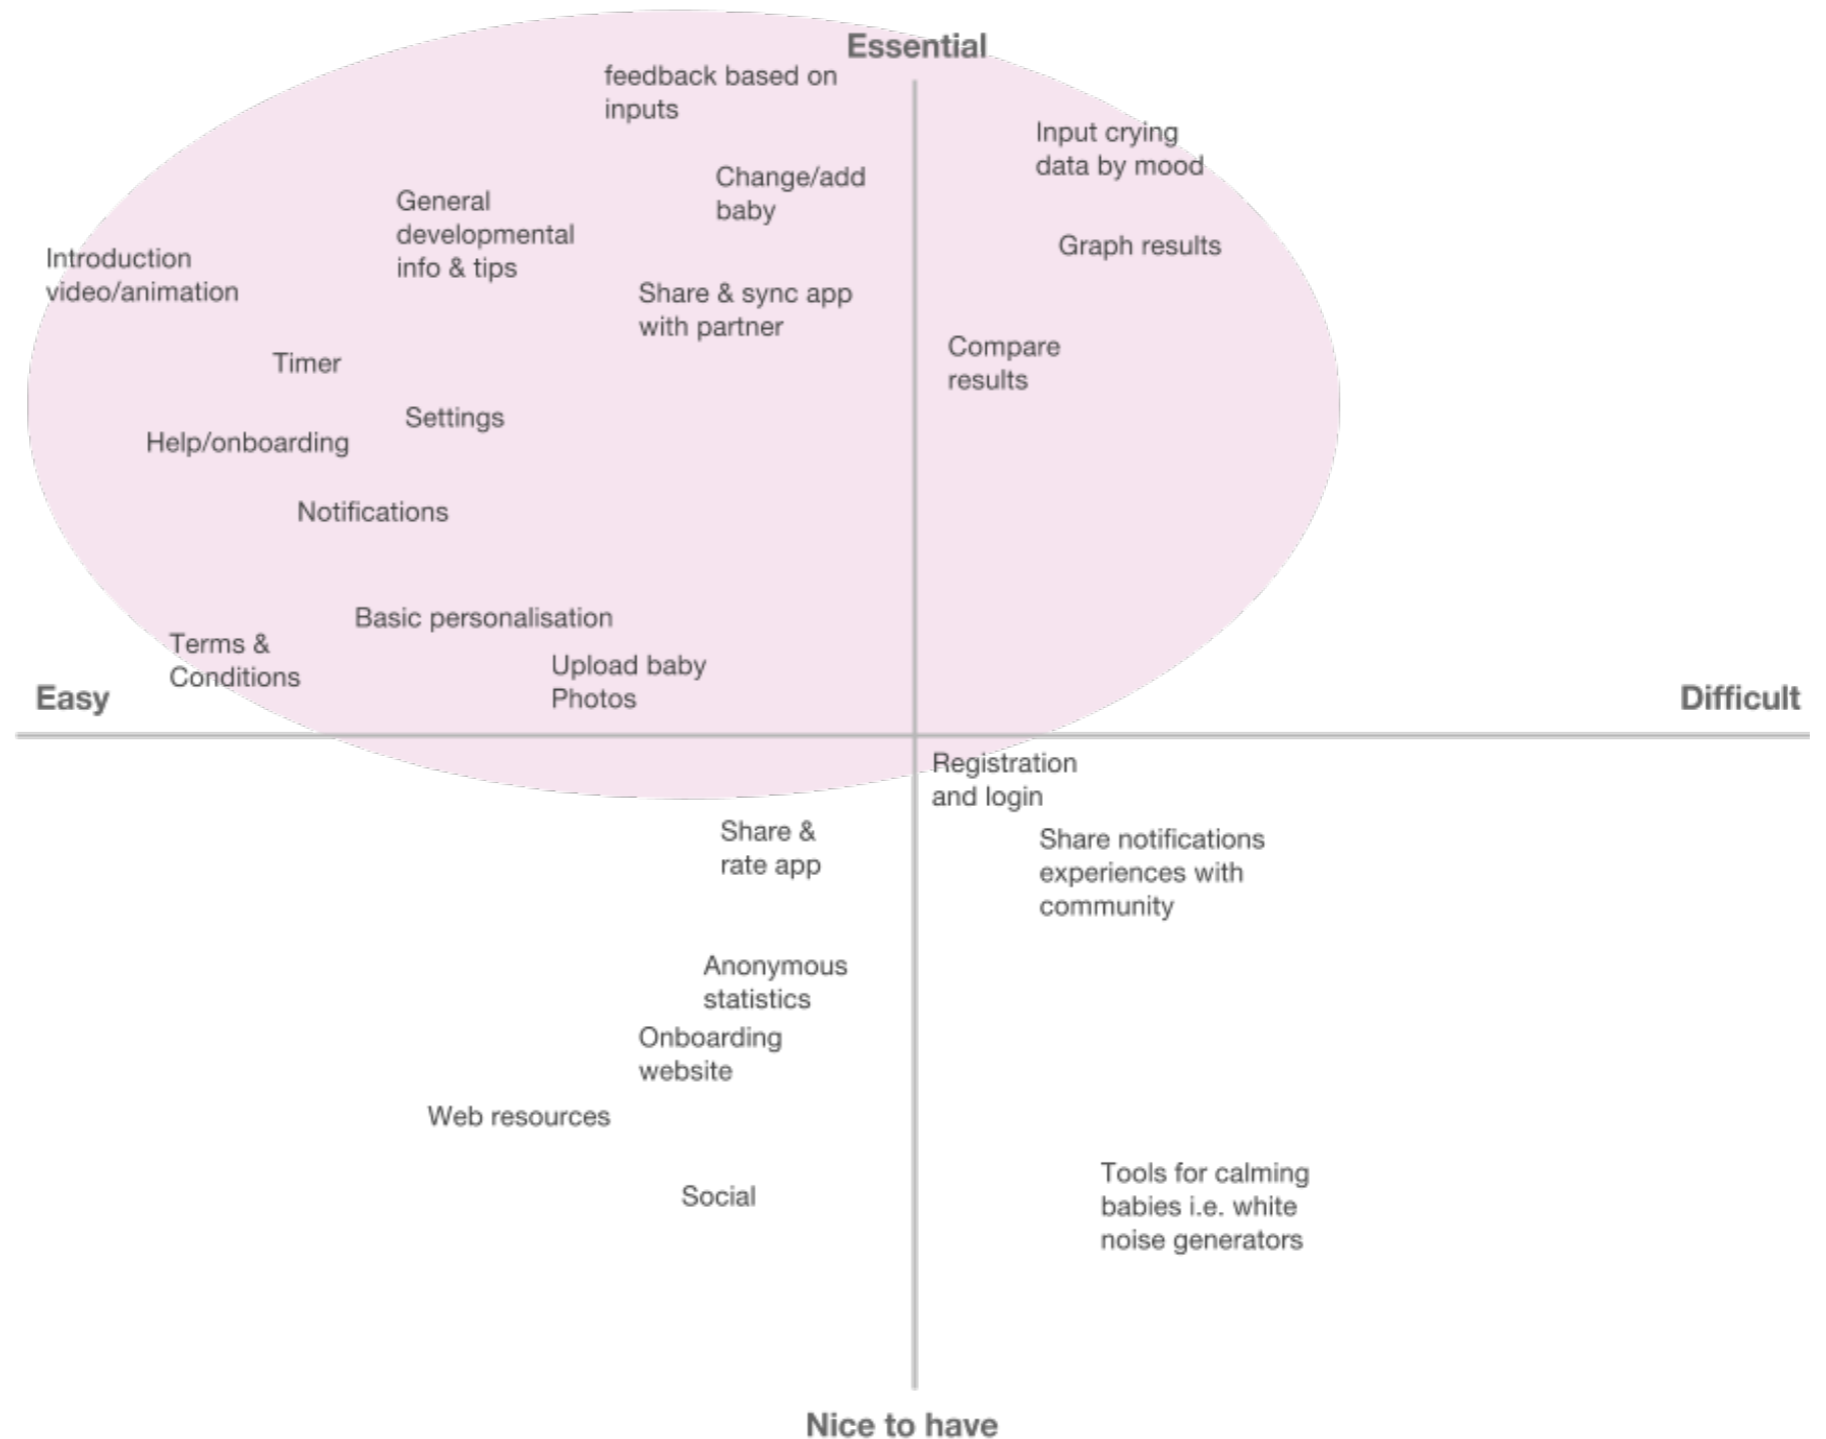 Essential
feedback based on
inputs
Input crying
data by mood
Change/add
baby
General
developmental
info & tips
Graph results
Introduction
video/animation
Share & sync app
with partner
Compare
results
Timer
Settings
Help/onboarding
Notifications
Basic personalisation
Terms &
Conditions
Upload baby
Photos
Easy
Difficult
Registration
and login
Share &
rate app
Share notifications
experiences with
community
Anonymous
statistics
Onboarding
website
Web resources
Social
Tools for calming
babies i.e. white
noise generators
Nice to have